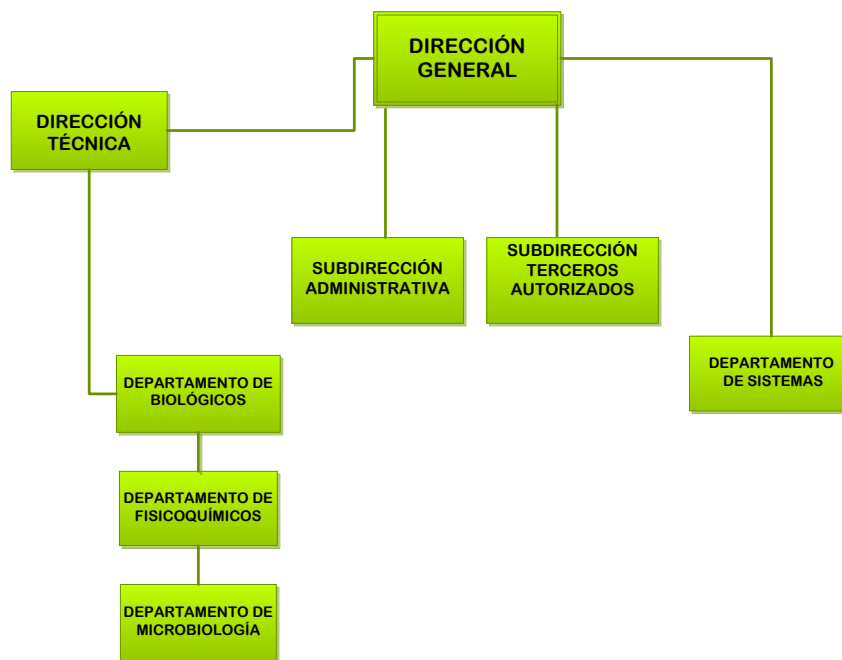 DIRECCIÓN
GENERAL
DIRECCIÓN
TÉCNICA
SUBDIRECCIÓN
ADMINISTRATIVA
SUBDIRECCIÓN
TERCEROS
AUTORIZADOS
DEPARTAMENTO
DE SISTEMAS
DEPARTAMENTO DE
BIOLÓGICOS
DEPARTAMENTO DE
FISICOQUÍMICOS
DEPARTAMENTO DE
MICROBIOLOGÍA